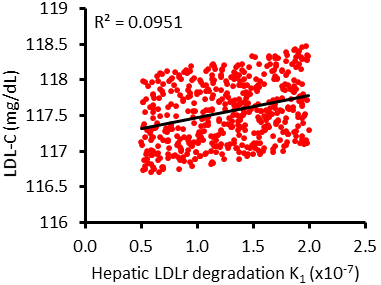 R² = 0.0951
119
118.5
118
117.5
117
116.5
116
LDL-C (mg/dL)
0.0 0.5 1.0 1.5 2.0 2.5
Hepatic LDLr degradation K₁ (x10⁻⁷)